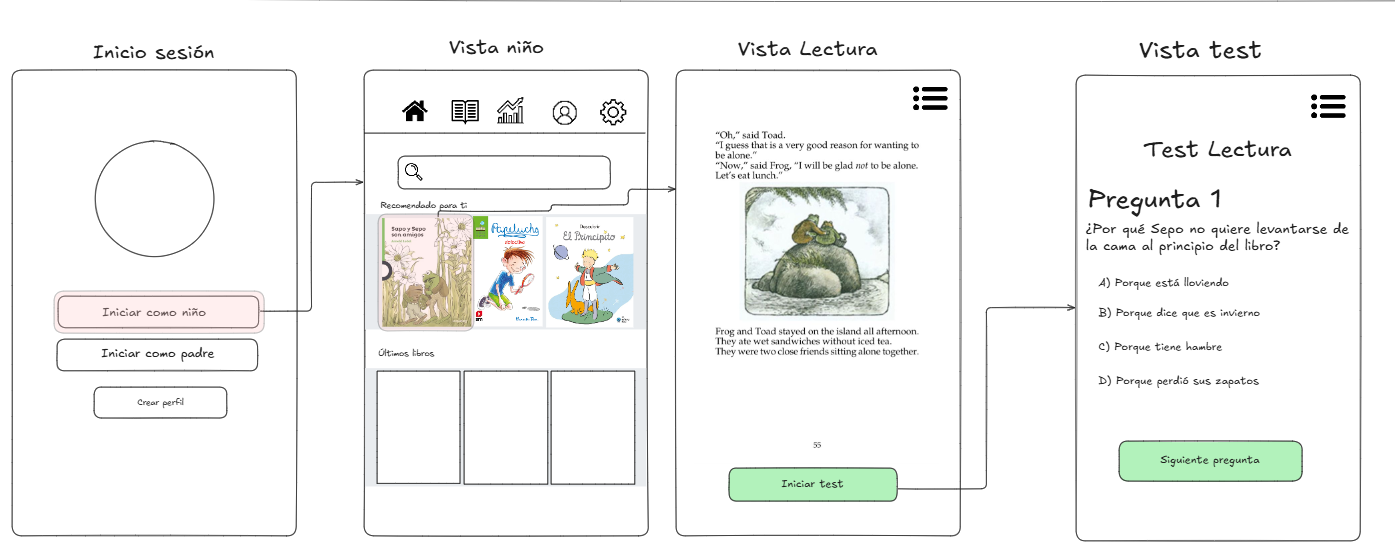 Inicio sesión
Iniciar como niño
Iniciar como padre
Crear perfil
Vista niño
Recomendado para ti
Sapo y Sepo
son amigos
Papelucho
detective
El Principito
Últimos libros
Vista Lectura
“Oh,” said Toad.
“I guess that is a very good reason for wanting to
be alone.”
“Now,” said Frog, “I will be glad not to be alone.
Let’s eat lunch.”
Frog and Toad stayed on the island all afternoon.
They ate wet sandwiches without iced tea.
They were two close friends sitting alone together.
55
Iniciar test
Vista test
Test Lectura
Pregunta 1
¿Por qué Sepo no quiere levantarse de
la cama al principio del libro?
A) Porque está lloviendo
B) Porque dice que es invierno
C) Porque tiene hambre
D) Porque perdió sus zapatos
Siguiente pregunta